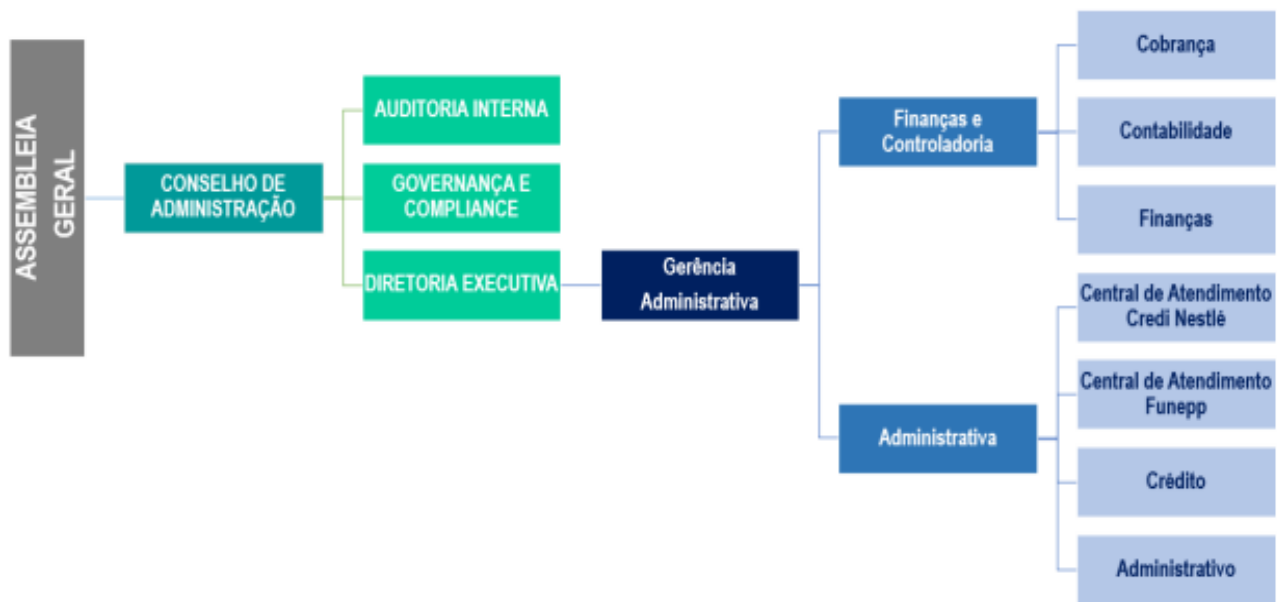 ASSEMBLEIA
GERAL
CONSELHO DE
ADMINISTRAÇÃO
AUDITORIA INTERNA
GOVERNANÇA E
COMPLIANCE
DIRETORIA EXECUTIVA
Gerência
Administrativa
Finanças e
Controladoria
Cobrança
Contabilidade
Finanças
Administrativa
Central de Atendimento
Credi Nestlé
Central de Atendimento
Funepp
Crédito
Administrativo